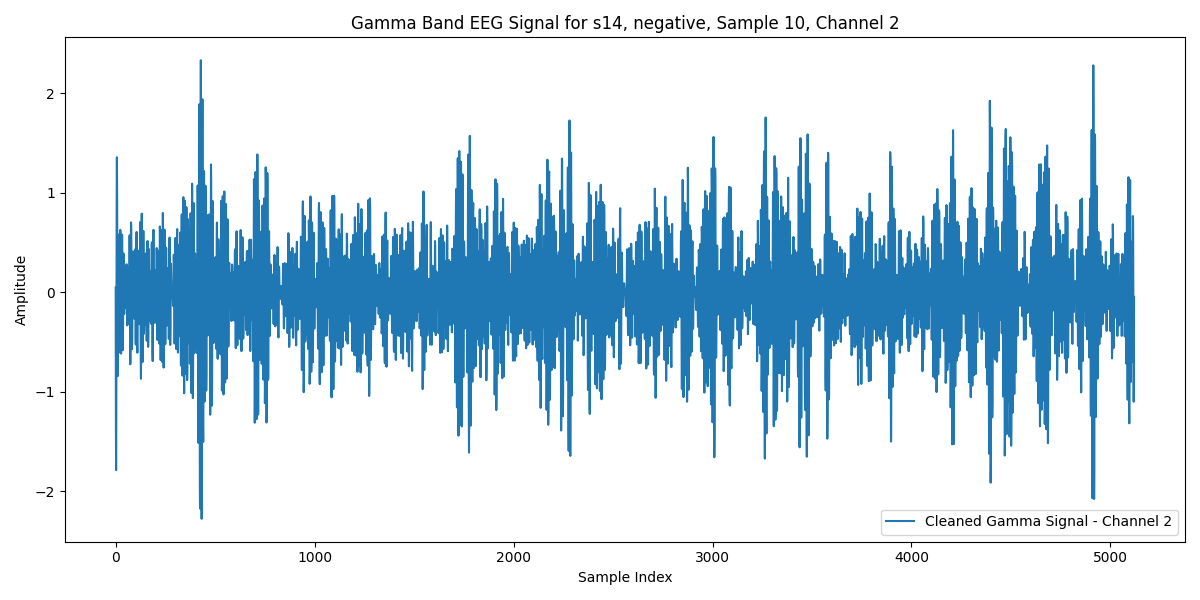 Gamma Band EEG Signal for s14, negative, Sample 10, Channel 2
Amplitude
2
1
0
−1
−2
Cleaned Gamma Signal - Channel 2
0 1000 2000 3000 4000 5000
Sample Index